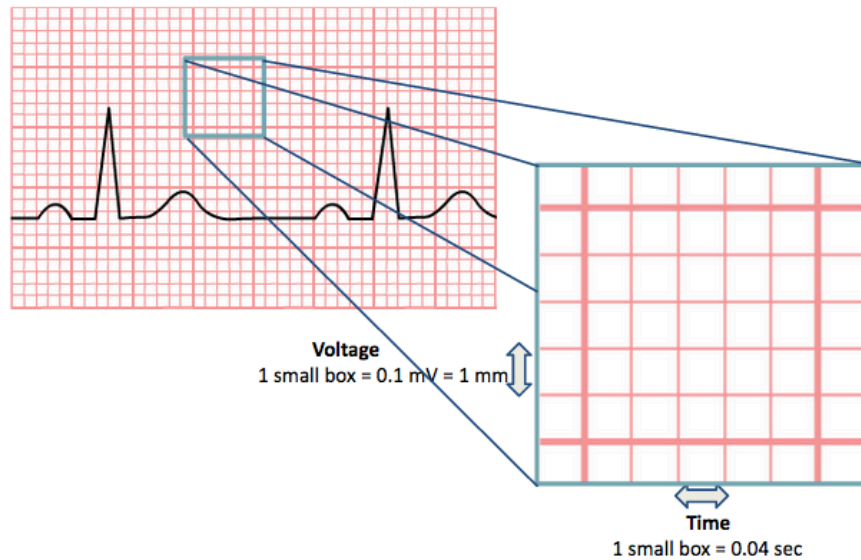 Voltage
1 small box = 0.1 mV = 1 mm
Time
1 small box = 0.04 sec